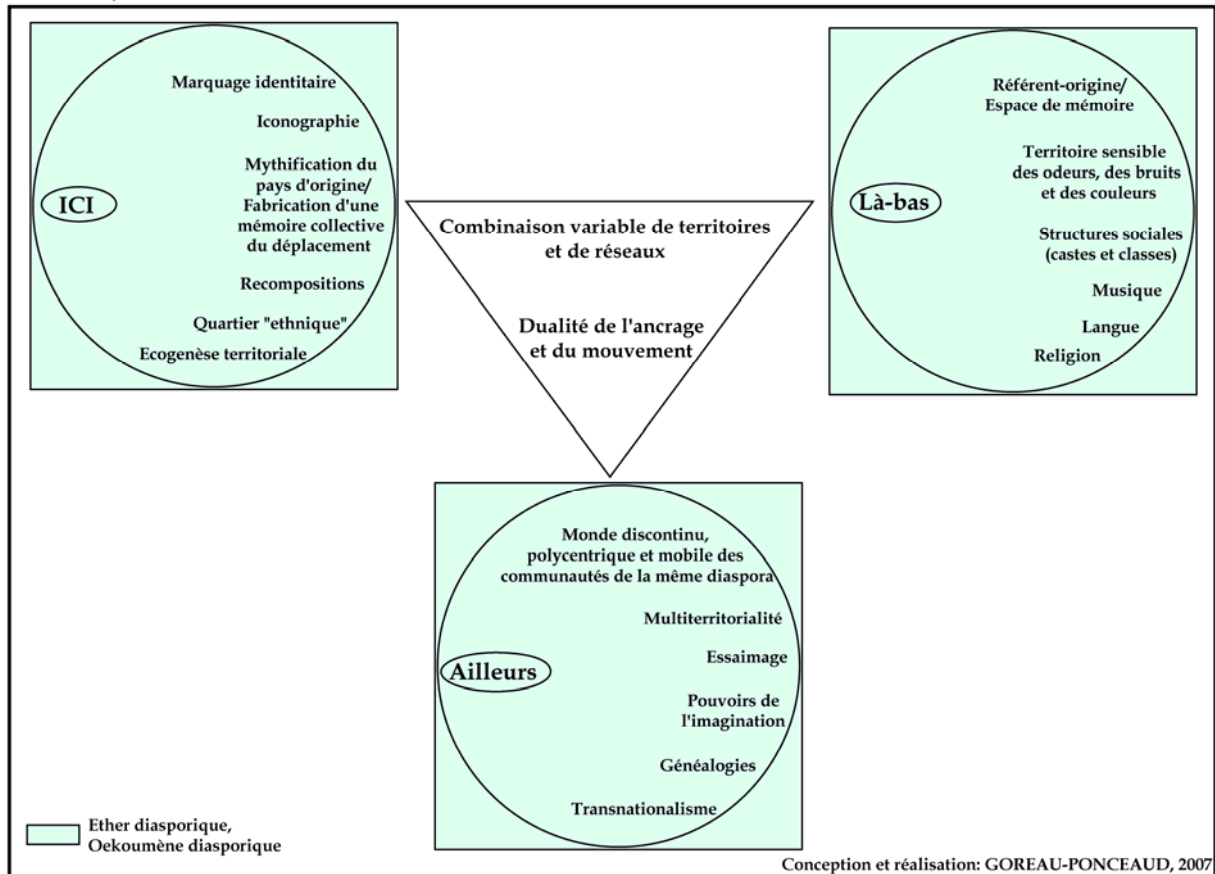 Marquage identitaire
Iconographie
Mythification du
pays d'origine/
Fabrication d'une
mémoire collective
du déplacement
ICI
Recompositions
Quartier "ethnique"
Ecogenèse territoriale
Combinaison variable de territoires
et de réseaux
Dualité de l'ancrage
et du mouvement
Référent-origine/
Espace de mémoire
Territoire sensible
des odeurs, des bruits
et des couleurs
Là-bas
Structures sociales
(castes et classes)
Musique
Langue
Religion
Monde discontinu,
polycentrique et mobile des
communautés de la même diaspora
Multiterritorialité
Essaimage
Ailleurs
Pouvoirs de
l'imagination
Généalogies
Transnationalisme
Ether diasporique,
Oekoumène diasporique
Conception et réalisation: GOREAU-PONCEAUD, 2007